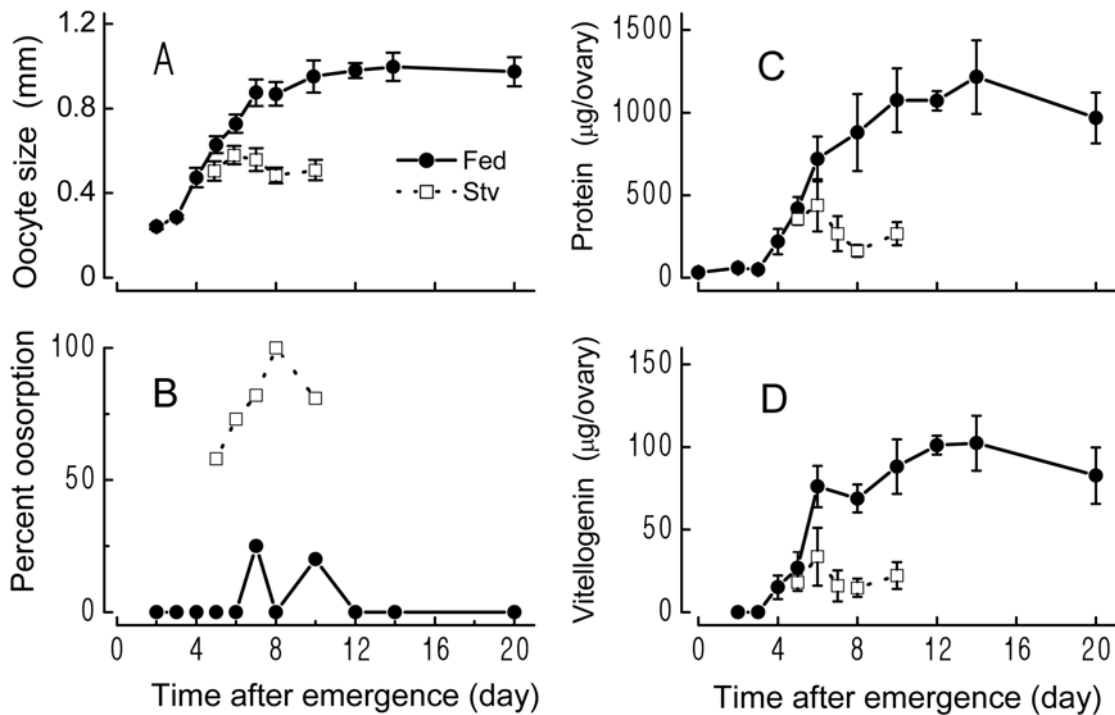 A
Oocyte size (mm)
1.2
0.8
0.4
0
Fed
Stv
B
Percent oosorption
100
50
0
0 4 8 12 16 20
Time after emergence (day)
C
Protein (µg/ovary)
1500
1000
500
0
D
Vitellogenin (µg/ovary)
150
100
50
0
0 4 8 12 16 20
Time after emergence (day)